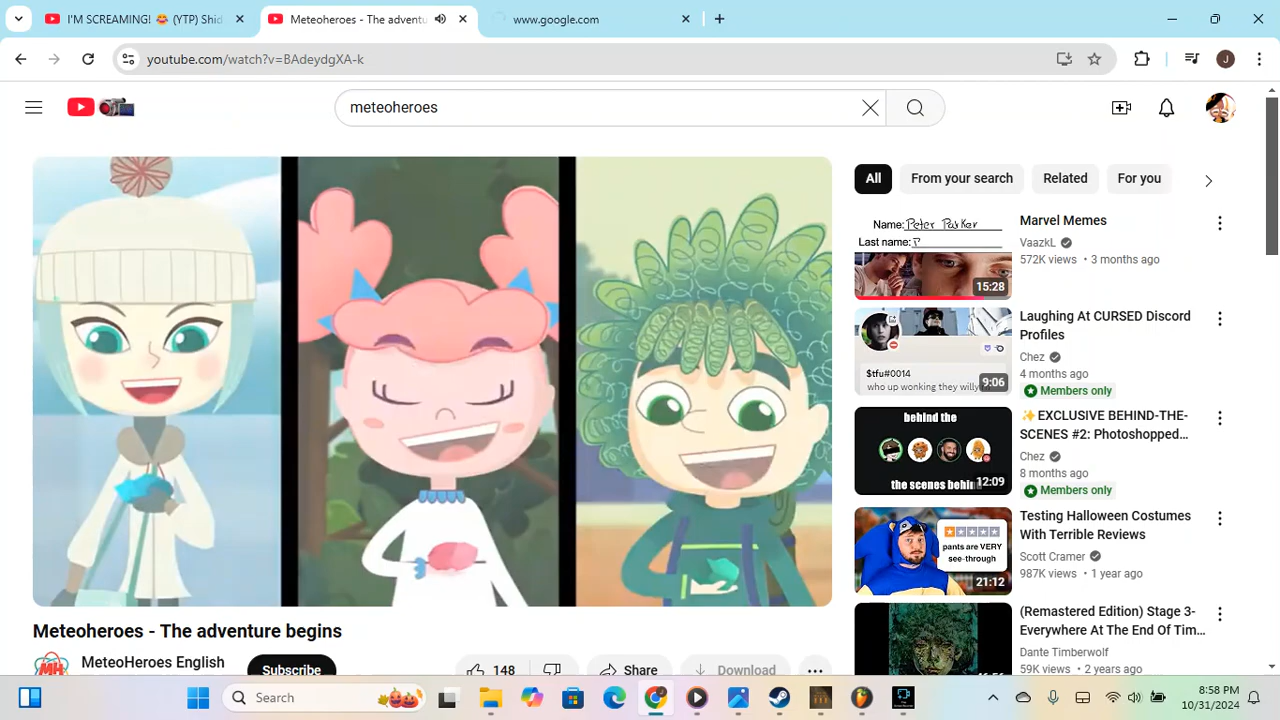 I'M SCREAMING! 😂 (YTP) Shid
Meteoheroes - The adventu
www.google.com
youtube.com/watch?v=BAdeydgXA-k
J
meteoheroes
All
From your search
Related
For you
Name: Peter Parker
Last name: P
15:28
Marvel Memes
VaazkL
572K views • 3 months ago
$tfu#0014
who up wonking they willy
9:06
Laughing At CURSED Discord
Profiles
Chez
4 months ago
Members only
behind the
the scenes behin
12:09
✨EXCLUSIVE BEHIND-THE-
SCENES #2: Photoshopped...
Chez
8 months ago
Members only
pants are VERY
see-through
21:12
Testing Halloween Costumes
With Terrible Reviews
Scott Cramer
987K views • 1 year ago
(Remastered Edition) Stage 3-
Everywhere At The End Of Tim...
Dante Timberwolf
59K views • 2 years ago
Meteoheroes - The adventure begins
MH
MeteoHeroes English
Subscribe
148
Share
Download
Search
8:58 PM
10/31/2024